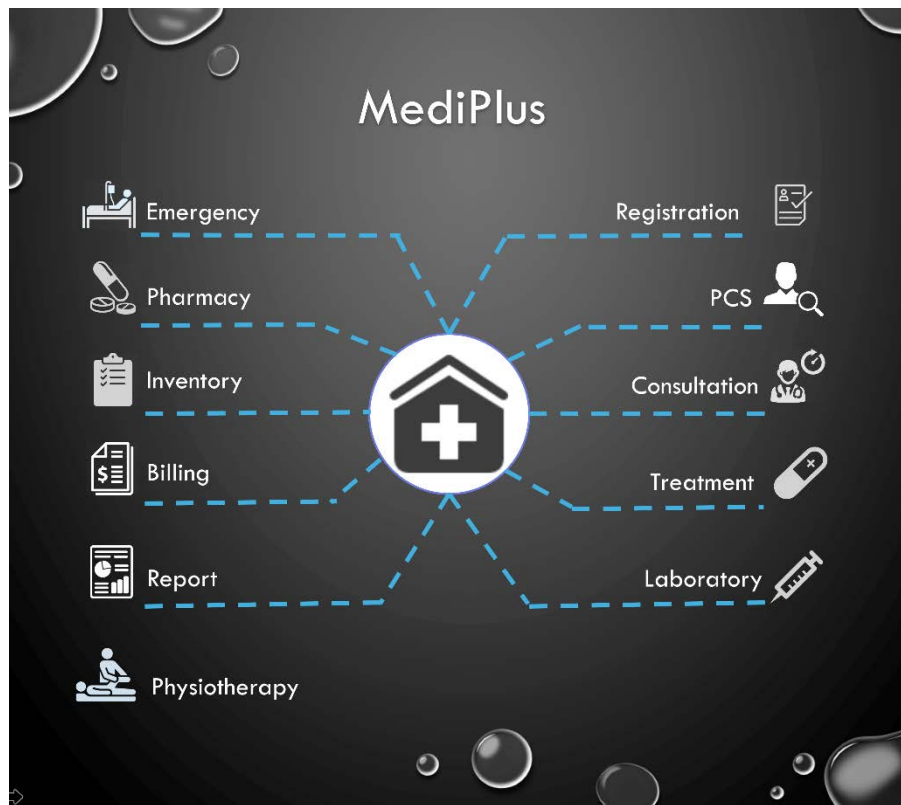 MediPlus
Emergency
Registration
Pharmacy
PCS
Inventory
Consultation
Billing
Treatment
Report
Laboratory
Physiotherapy